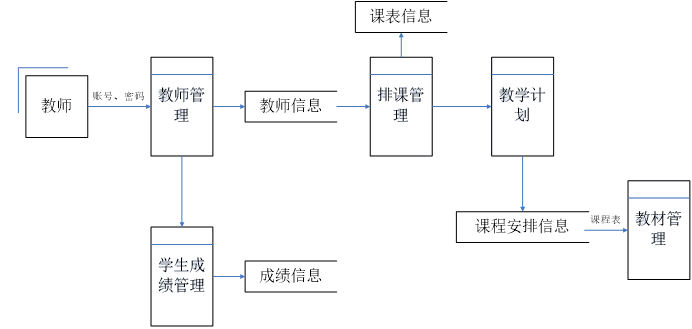 课表信息
教师
账号、密码
教师管
理
教师信息
排课管
理
教学计
划
课程安排信息
课程表
教材管
理
学生成
绩管理
成绩信息